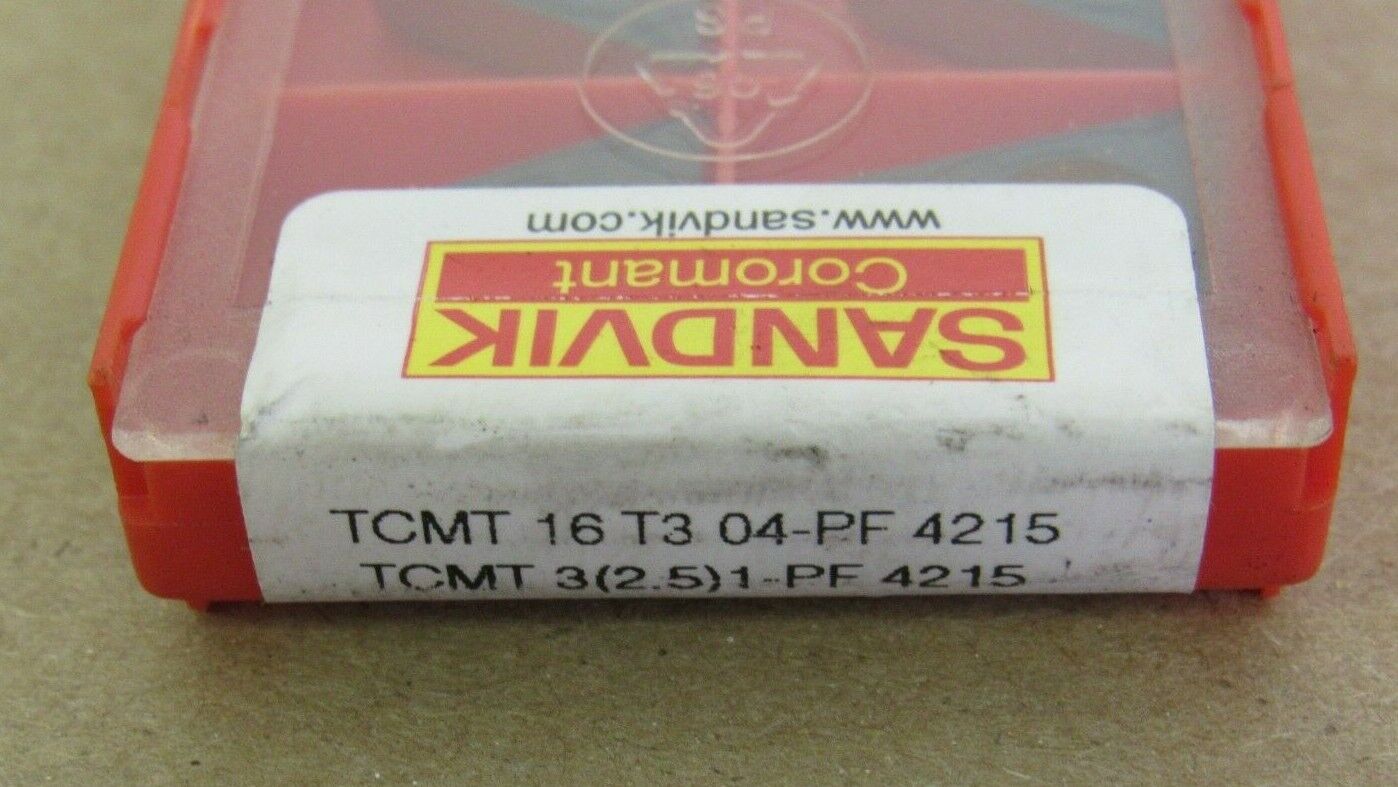 www.sandvik.com
Coromant
SANDVIK
TCMT 16 T3 04-PF 4215
TCMT 3(2.5)1-PF 4215